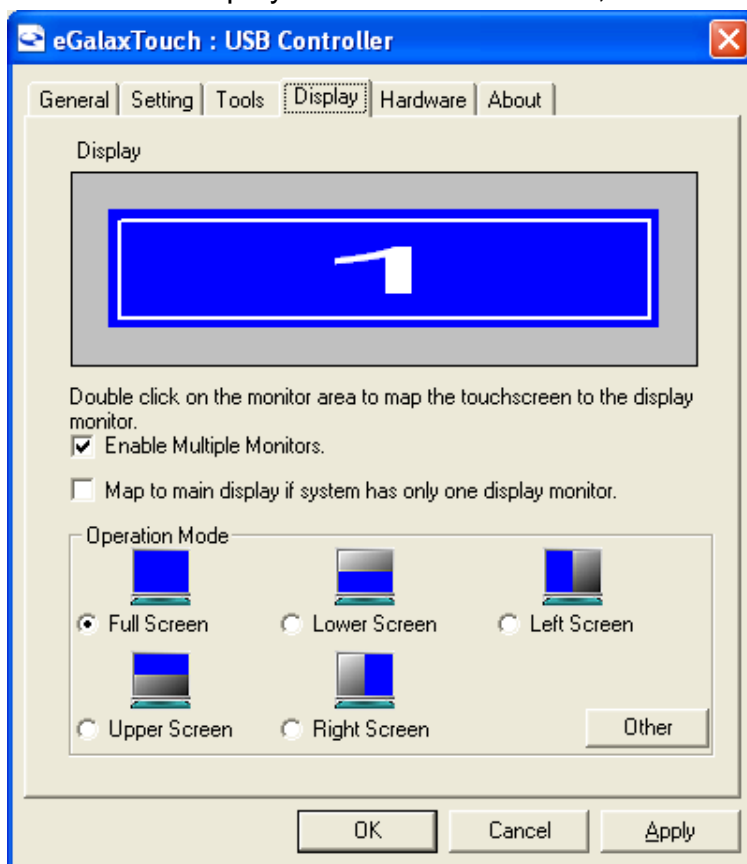 eGalaxTouch : USB Controller
General Setting Tools Display Hardware About
Display
1
Double click on the monitor area to map the touchscreen to the display
monitor.
Enable Multiple Monitors.
Map to main display if system has only one display monitor.
Operation Mode
Full Screen Lower Screen Left Screen
Upper Screen Right Screen Other
OK Cancel Apply